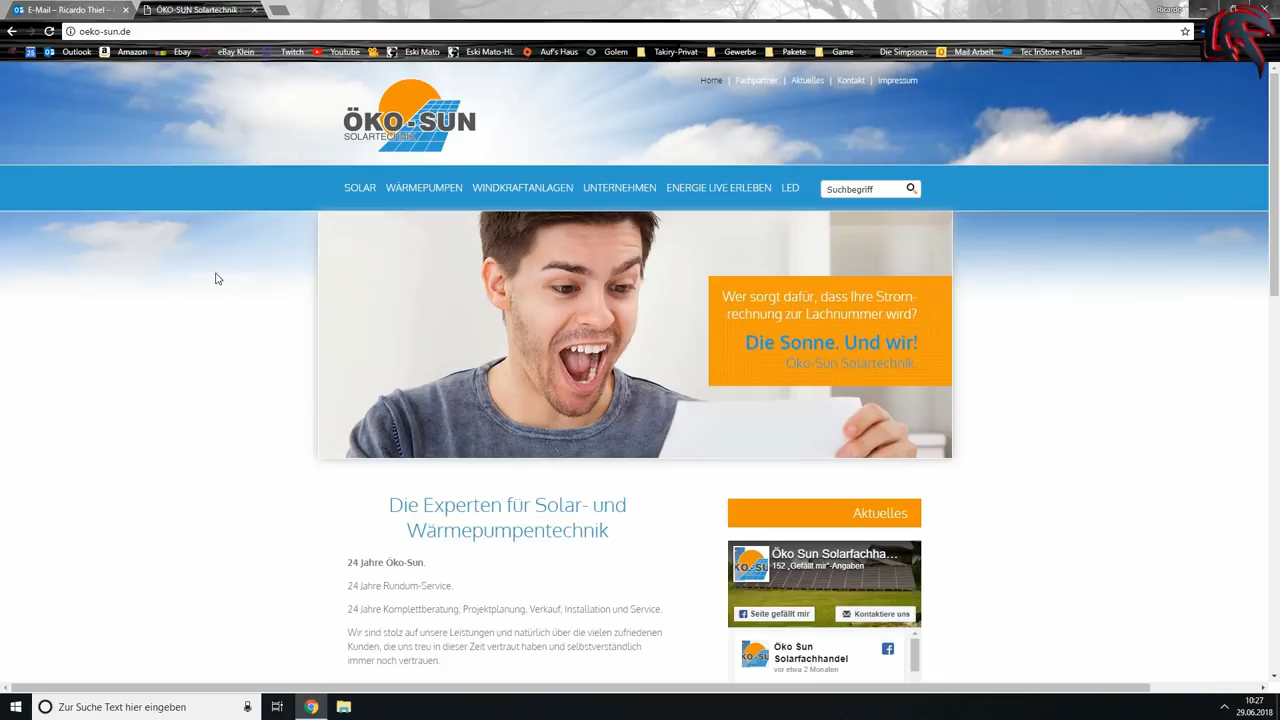 E-Mail – Ricardo Thiel –
ÖKO-SUN Solartechnik
Ricardo
oeko-sun.de
Outlook Amazon Ebay eBay Klein Twitch Youtube Eski Mato Eski Mato-HL Auf's Haus Golem Takiry-Privat Gewerbe Pakete Game Die Simpsons Mail Arbeit Tec InStore Portal
Home | Fachpartner | Aktuelles | Kontakt | Impressum
ÖKO-SUN
SOLARTECHNIK
SOLAR WÄRMEPUMPEN WINDKRAFTANLAGEN UNTERNEHMEN ENERGIE LIVE ERLEBEN LED
Suchbegriff
Wer sorgt dafür, dass Ihre Strom-
rechnung zur Lachnummer wird?
Die Sonne. Und wir!
Öko-Sun Solartechnik.
Die Experten für Solar- und
Wärmepumpentechnik
24 Jahre Öko-Sun.
24 Jahre Rundum-Service.
24 Jahre Komplettberatung, Projektplanung, Verkauf, Installation und Service.
Wir sind stolz auf unsere Leistungen und natürlich über die vielen zufriedenen
Kunden, die uns treu in dieser Zeit vertraut haben und selbstverständlich
immer noch vertrauen.
Aktuelles
Öko Sun Solarfachha...
152 „Gefällt mir“-Angaben
Seite gefällt mir
Kontaktiere uns
Öko Sun
Solarfachhandel
vor etwa 2 Monaten
Zur Suche Text hier eingeben
10:27
29.06.2018